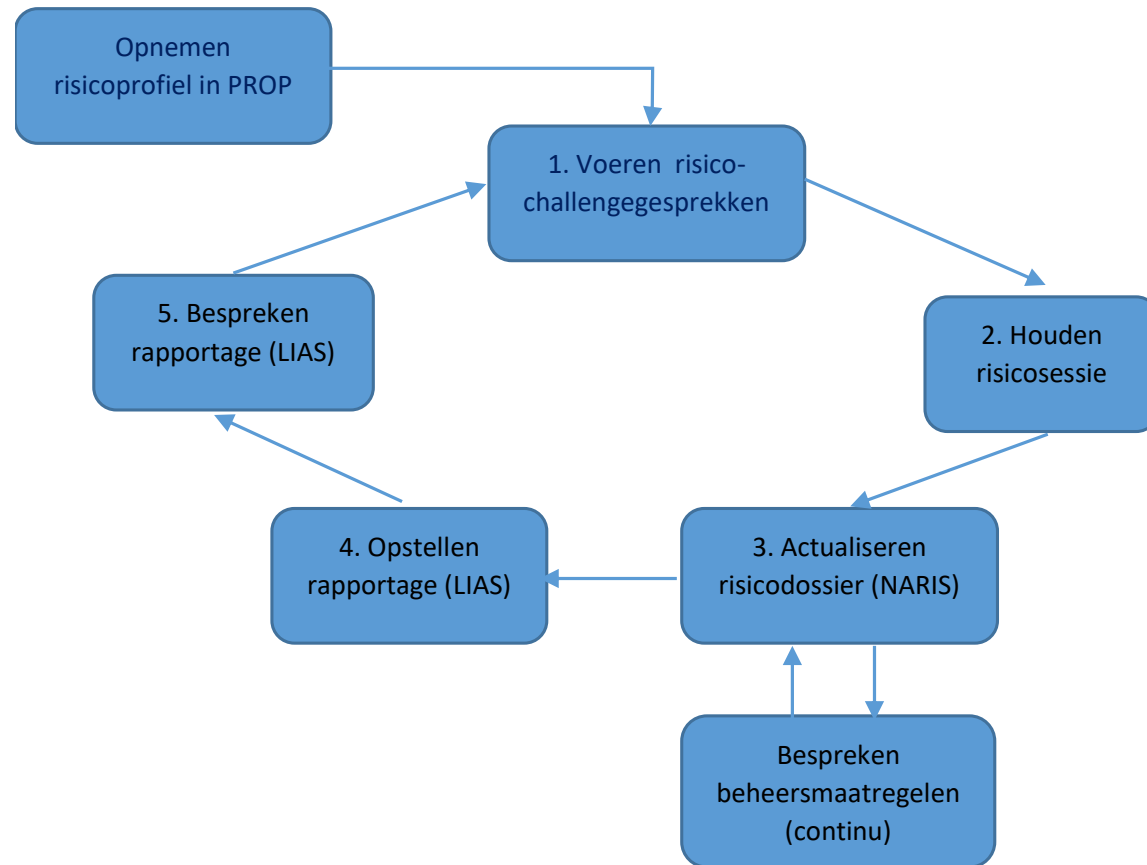 Opnemen
risicoprofiel in PROP
1. Voeren risico-
challengegesprekken
2. Houden
risicosessie
3. Actualiseren
risicodossier (NARIS)
Bespreken
beheersmaatregelen
(continu)
4. Opstellen
rapportage (LIAS)
5. Bespreken
rapportage (LIAS)